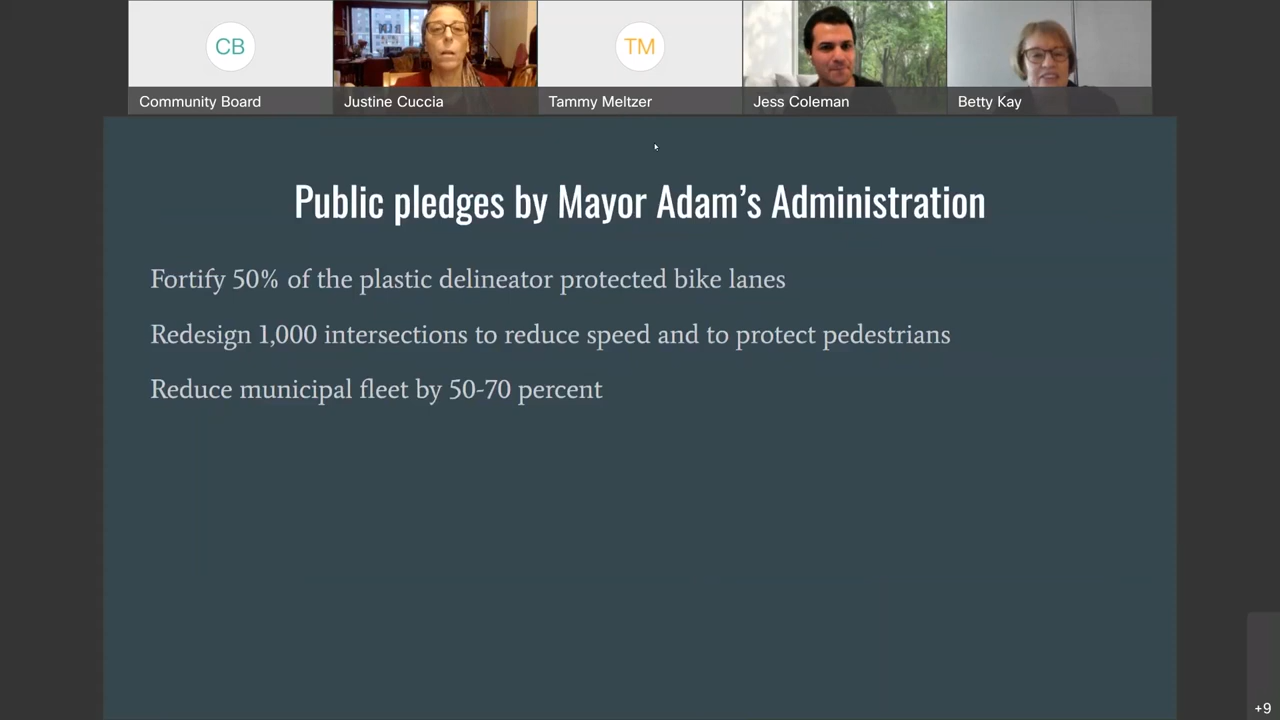 CB
TM
Community Board
Justine Cuccia
Tammy Meltzer
Jess Coleman
Betty Kay
Public pledges by Mayor Adam’s Administration
Fortify 50% of the plastic delineator protected bike lanes
Redesign 1,000 intersections to reduce speed and to protect pedestrians
Reduce municipal fleet by 50-70 percent
+9